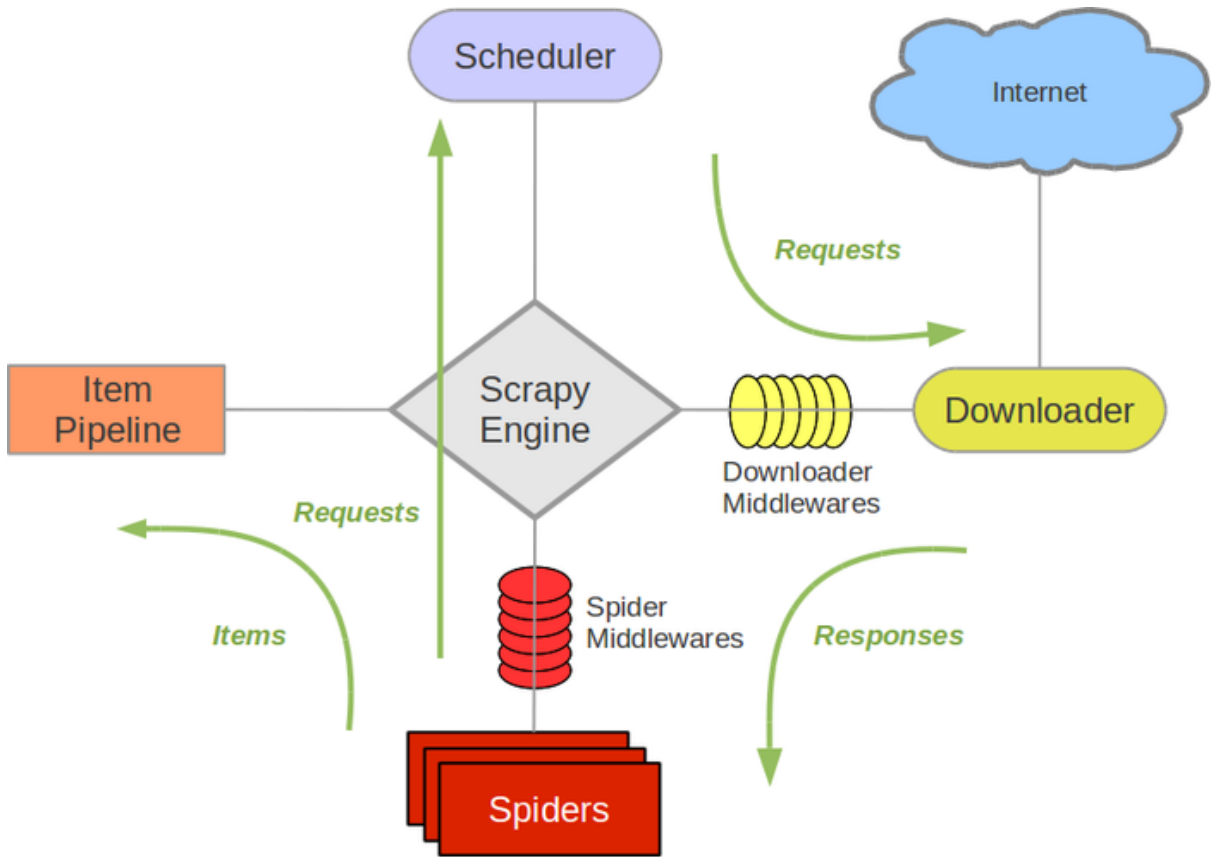 Scheduler
Internet
Requests
Item
Pipeline
Scrapy
Engine
Downloader
Downloader
Middlewares
Requests
Items
Spider
Middlewares
Responses
Spiders